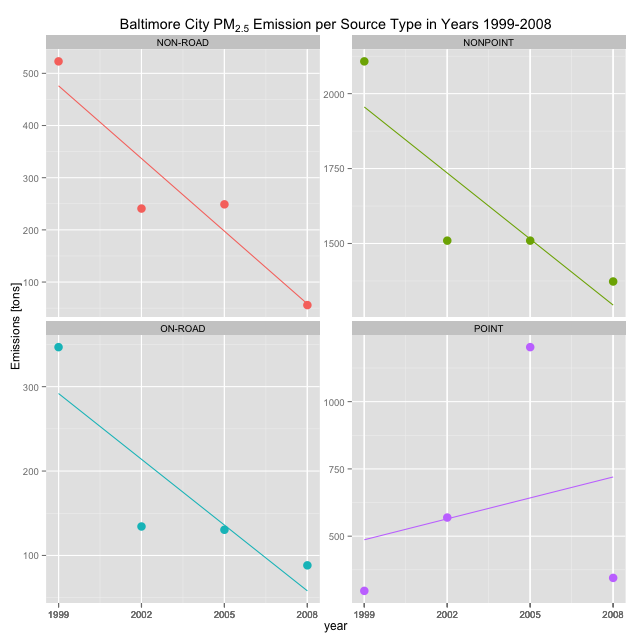 Baltimore City PM2.5 Emission per Source Type in Years 1999-2008
NON-ROAD
NONPOINT
500
400
300
200
100
2000
1750
1500
Emissions [tons]
ON-ROAD
POINT
300
200
100
1000
750
500
1999 2002 2005 2008
1999 2002 2005 2008
year